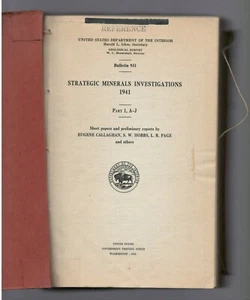 REFERENCE
UNITED STATES DEPARTMENT OF THE INTERIOR
Harold L. Ickes, Secretary
GEOLOGICAL SURVEY
W. C. Mendenhall, Director
Bulletin 931
STRATEGIC MINERALS INVESTIGATIONS
1941
PART 1, A-J
Short papers and preliminary reports by
EUGENE CALLAGHAN, S. W. HOBBS, L. R. PAGE
and others
UNITED STATES
GOVERNMENT PRINTING OFFICE
WASHINGTON :